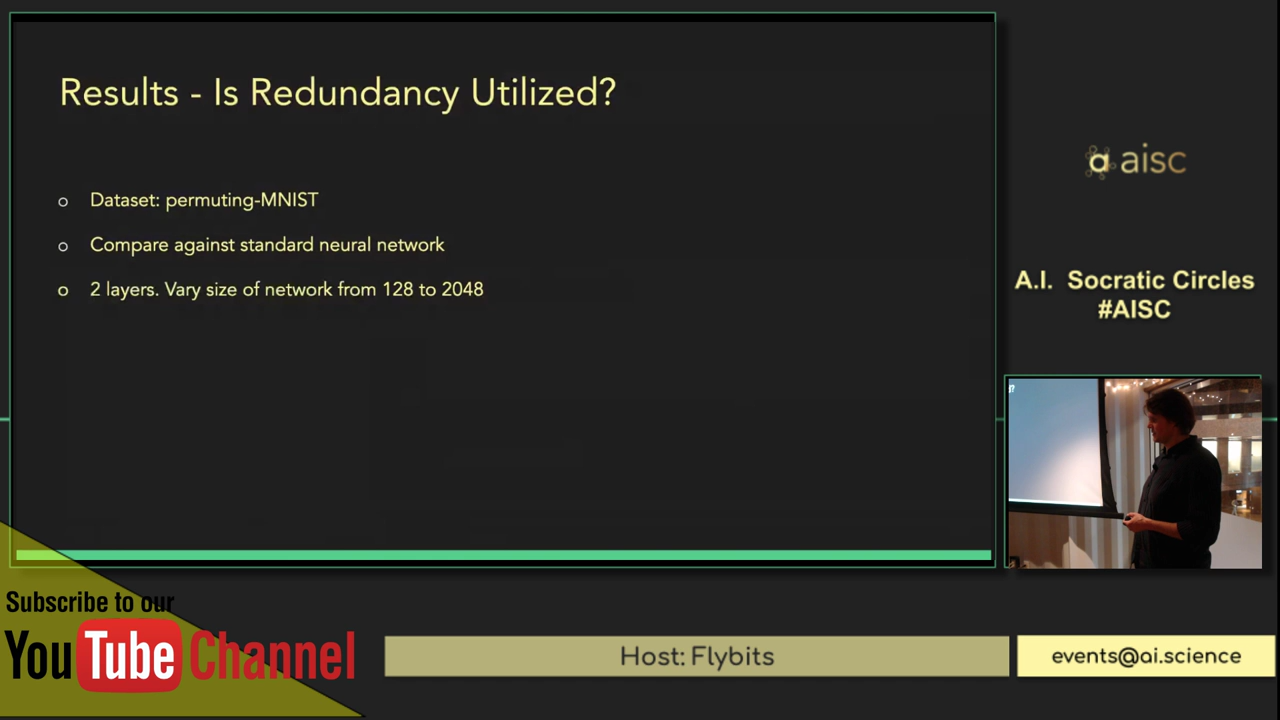 Results - Is Redundancy Utilized?
Dataset: permuting-MNIST
Compare against standard neural network
2 layers. Vary size of network from 128 to 2048
a aisc
A.I. Socratic Circles
#AISC
?
Subscribe to our
YouTube Channel
Host: Flybits
events@ai.science